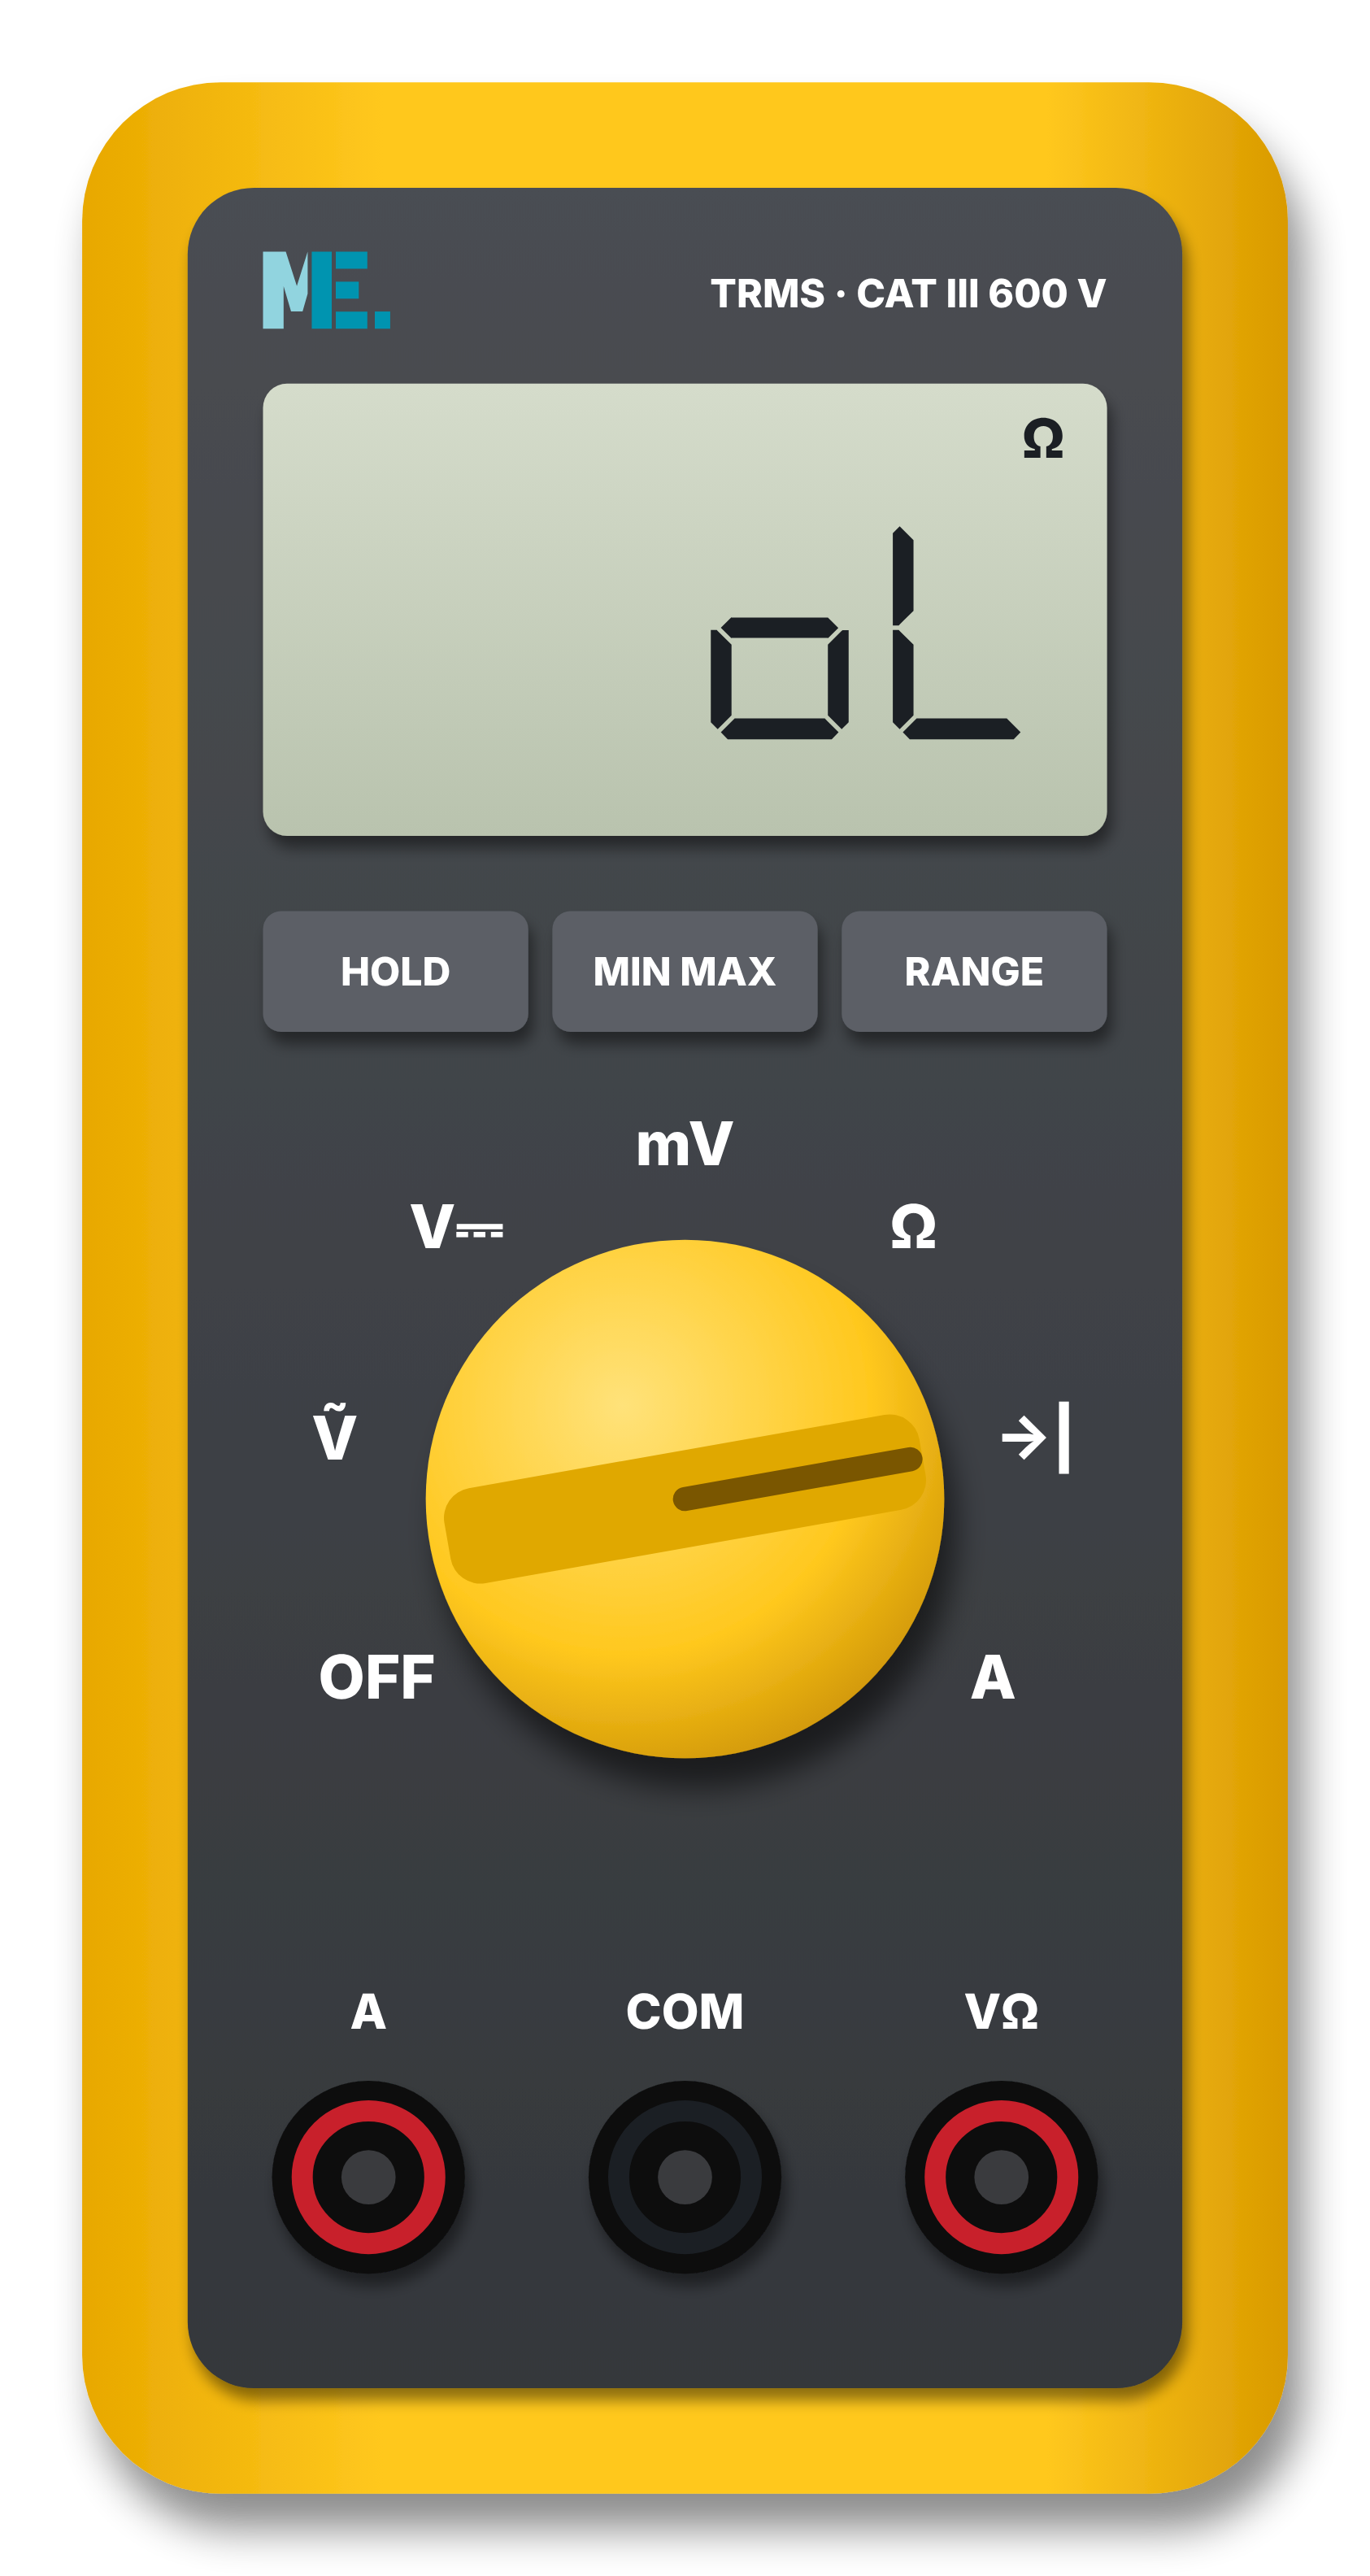 ME.
TRMS · CAT III 600 V
Ω
oL
HOLD MIN MAX RANGE
mV
V⎓ Ω
Ṽ
OFF A
A COM VΩ